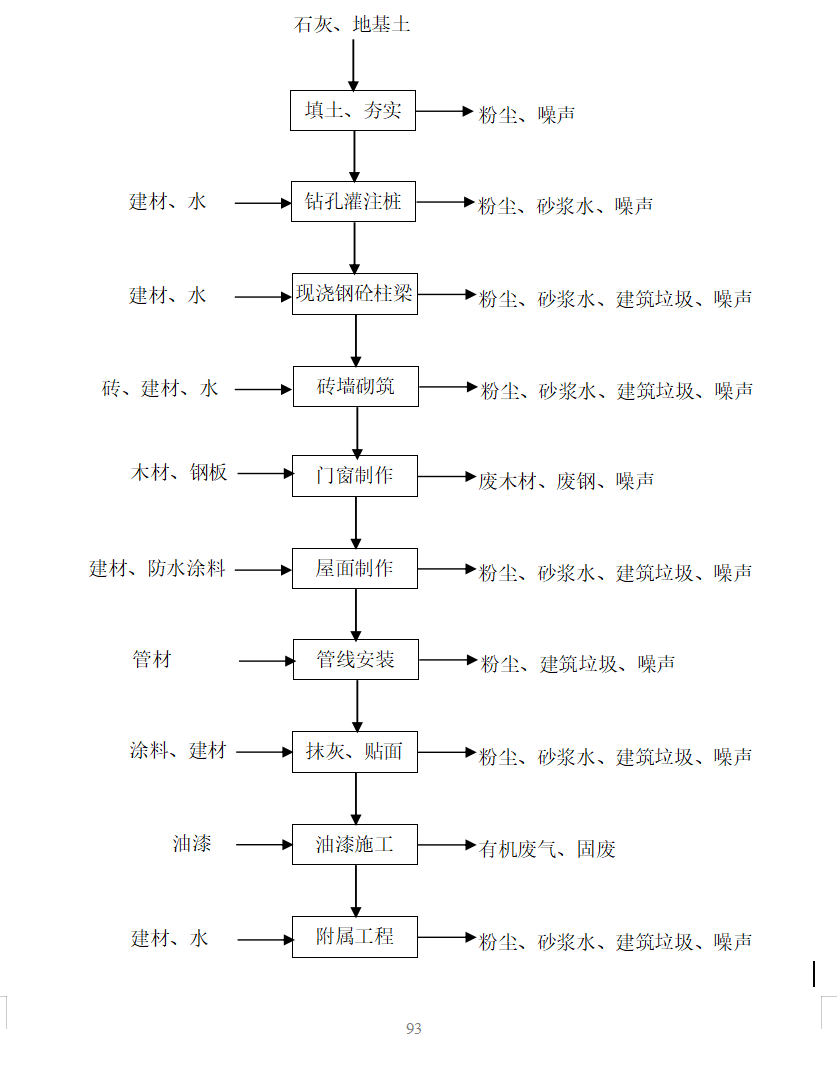 石灰、地基土
填土、夯实
粉尘、噪声
建材、水
钻孔灌注桩
粉尘、砂浆水、噪声
建材、水
现浇钢砼柱梁
粉尘、砂浆水、建筑垃圾、噪声
砖、建材、水
砖墙砌筑
粉尘、砂浆水、建筑垃圾、噪声
木材、钢板
门窗制作
废木材、废钢、噪声
建材、防水涂料
屋面制作
粉尘、砂浆水、建筑垃圾、噪声
管材
管线安装
粉尘、建筑垃圾、噪声
涂料、建材
抹灰、贴面
粉尘、砂浆水、建筑垃圾、噪声
油漆
油漆施工
有机废气、固废
建材、水
附属工程
粉尘、砂浆水、建筑垃圾、噪声
93